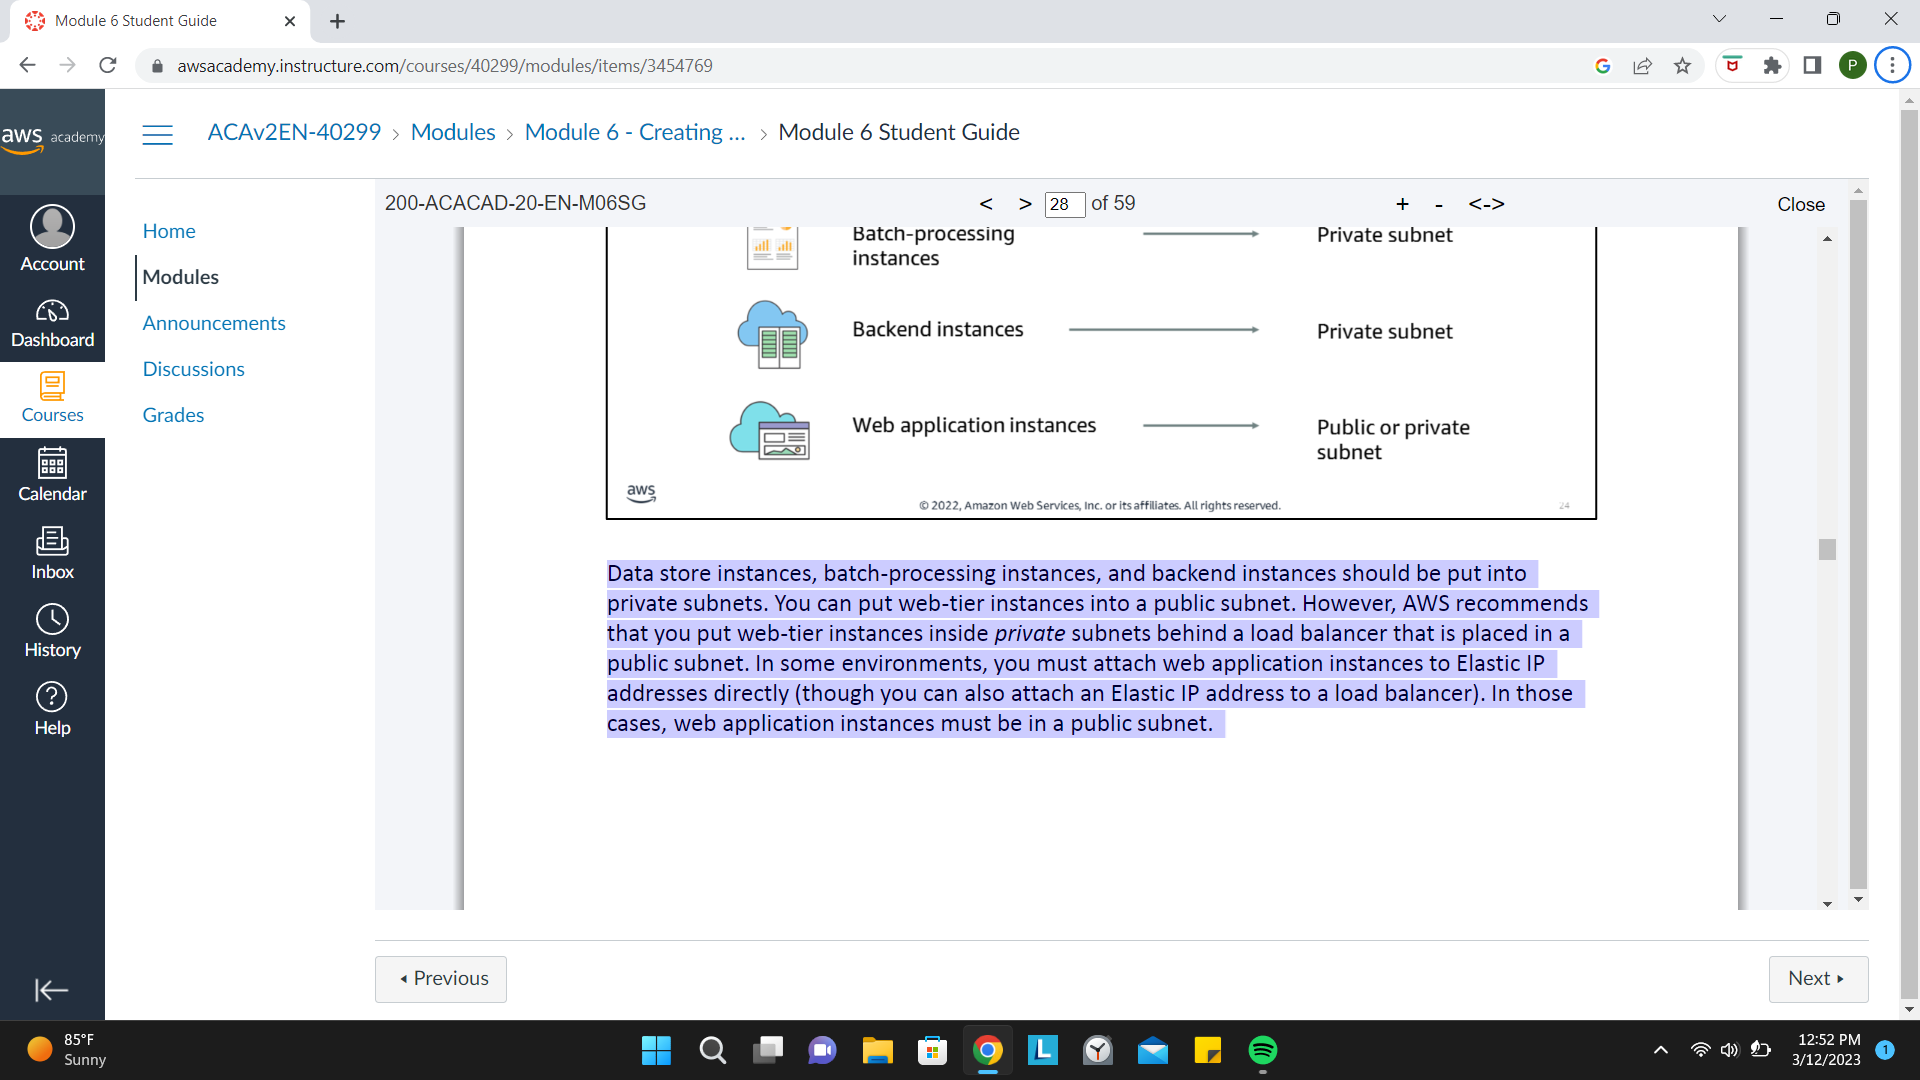 Module 6 Student Guide
awsacademy.instructure.com/courses/40299/modules/items/3454769
P
aws academy
ACAv2EN-40299 > Modules > Module 6 - Creating ... > Module 6 Student Guide
Account
Dashboard
Courses
Calendar
Inbox
History
Help
Home
Modules
Announcements
Discussions
Grades
200-ACACAD-20-EN-M06SG
< > 28 of 59
+ - <->
Close
Batch-processing
instances
Private subnet
Backend instances
Private subnet
Web application instances
Public or private
subnet
aws
© 2022, Amazon Web Services, Inc. or its affiliates. All rights reserved.
24
Data store instances, batch-processing instances, and backend instances should be put into
private subnets. You can put web-tier instances into a public subnet. However, AWS recommends
that you put web-tier instances inside private subnets behind a load balancer that is placed in a
public subnet. In some environments, you must attach web application instances to Elastic IP
addresses directly (though you can also attach an Elastic IP address to a load balancer). In those
cases, web application instances must be in a public subnet.
Previous
Next
85°F
Sunny
L
12:52 PM
3/12/2023
1